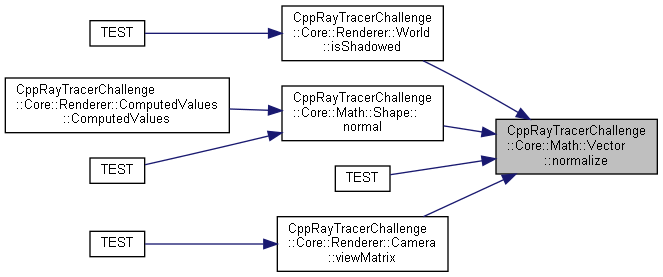 TEST
CppRayTracerChallenge
::Core::Renderer::World
::isShadowed
CppRayTracerChallenge
::Core::Renderer::ComputedValues
::ComputedValues
CppRayTracerChallenge
::Core::Math::Shape::
normal
CppRayTracerChallenge
::Core::Math::Vector
::normalize
TEST
TEST
TEST
CppRayTracerChallenge
::Core::Renderer::Camera
::viewMatrix